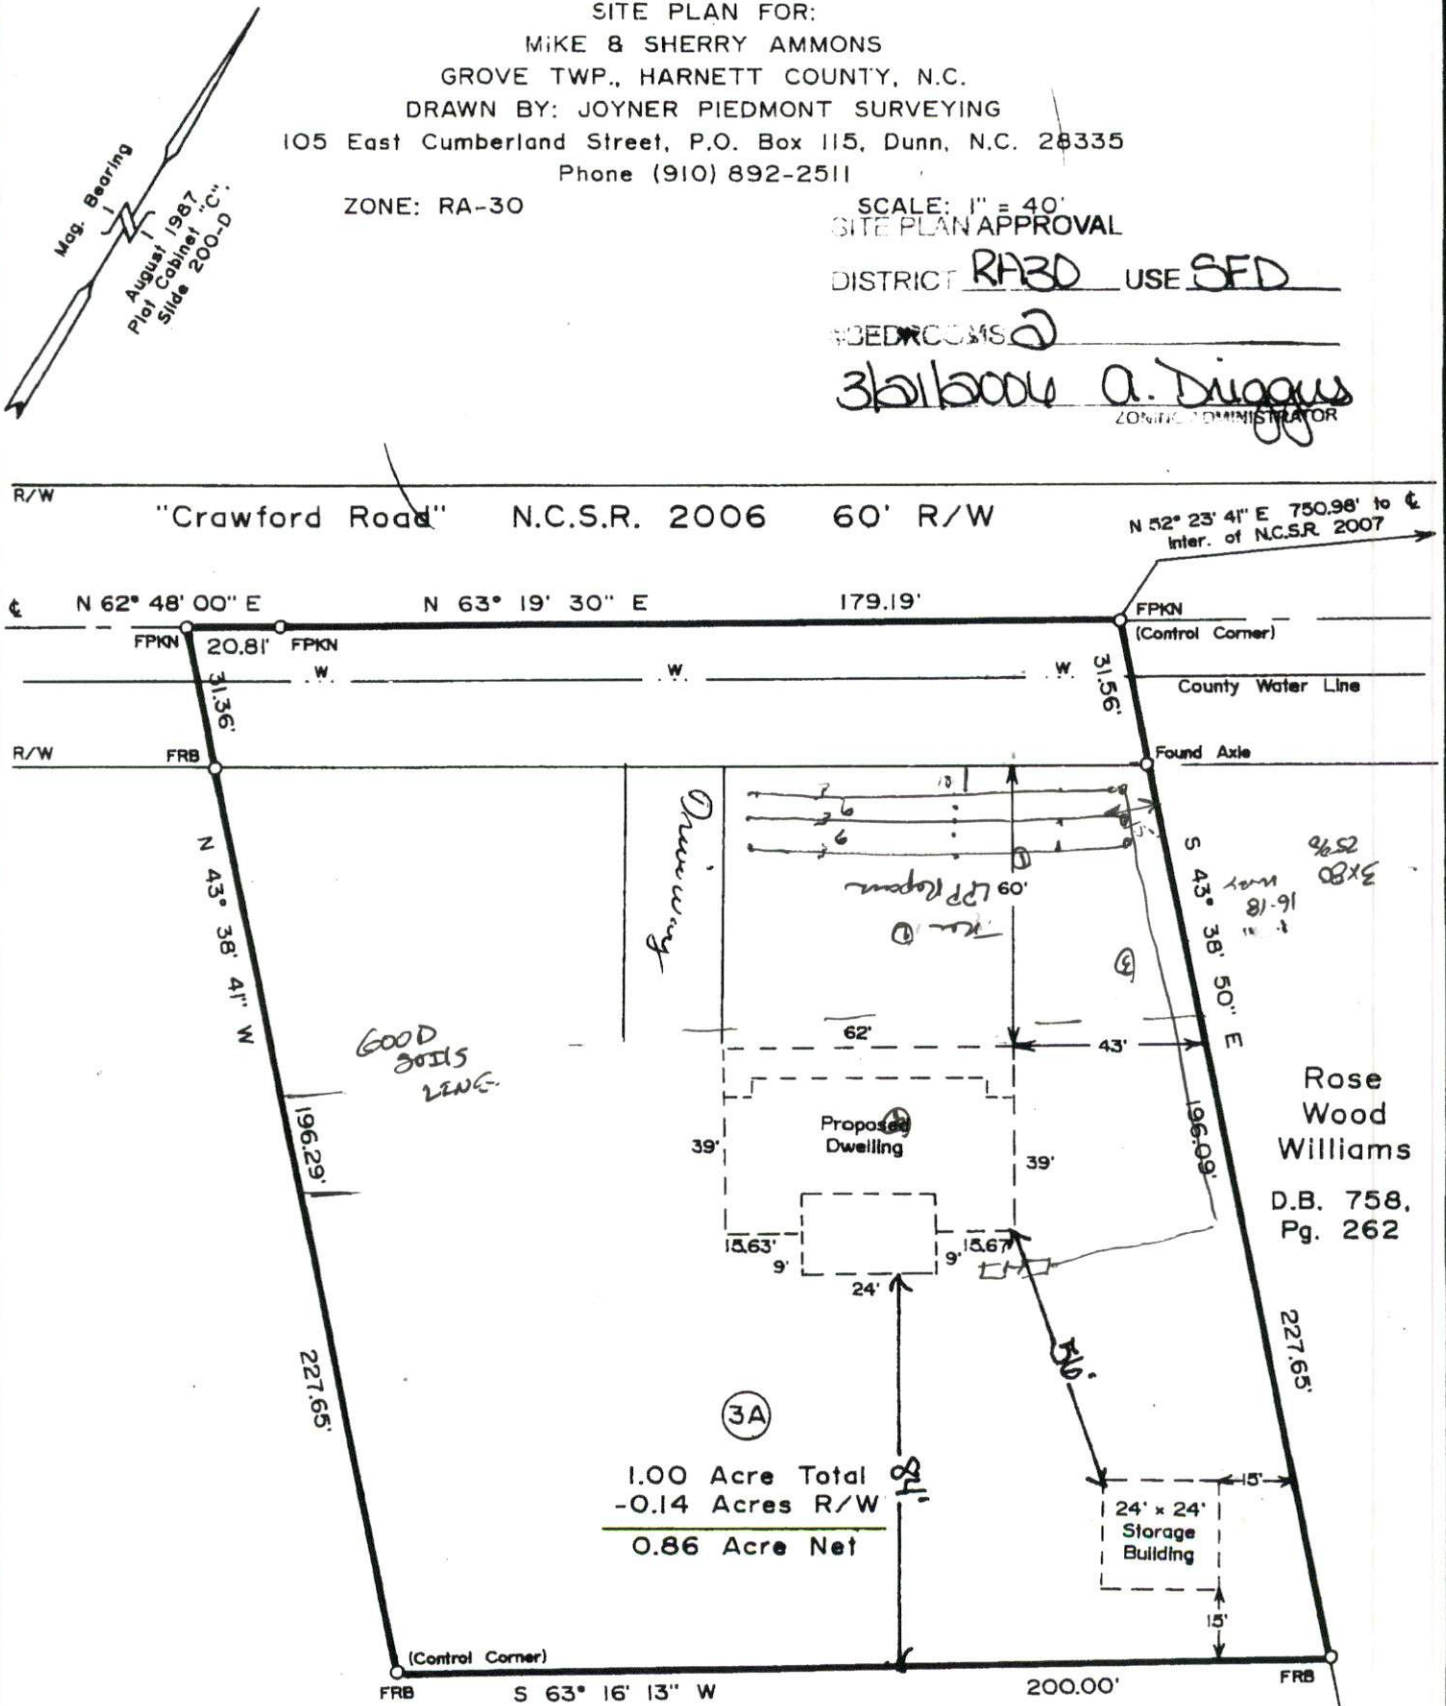 SITE PLAN FOR:
MiKE & SHERRY AMMONS
GROVE TWP., HARNETT COUNTY, N.C.
DRAWN BY: JOYNER PIEDMONT SURVEYING
105 East Cumberland Street, P.O. Box 115, Dunn, N.C. 28335
Phone (910) 892-2511
ZONE: RA-30
SCALE: 1" = 40'
Mag. Bearing
August 1987
Plat Cabinet "C".
Slide 200-D
SITE PLAN APPROVAL
DISTRICT RA30 USE SFD
#BEDROOMS 2
3/21/2006 A. Driggus
ZONING ADMINISTRATOR
R/W
"Crawford Road" N.C.S.R. 2006 60' R/W
N 52° 23' 41" E 750.98' to ℄
Inter. of N.C.S.R. 2007
℄ N 62° 48' 00" E N 63° 19' 30" E 179.19'
FPKN
(Control Corner)
FPKN 20.81' FPKN
W W W
31.36'
31.56'
County Water Line
R/W FRB
Found Axle
Driveway
60'
LPP Repair
3x80
25%
16-18
3
N 43° 38' 41" W
S 43° 38' 50" E
GOOD
SOILS
LINE
62'
43'
Proposed
Dwelling
39'
39'
196.29'
196.09'
Rose
Wood
Williams
D.B. 758,
Pg. 262
15.63'
9'
24'
9'
15.67'
56'
227.65'
227.65'
3A
1.00 Acre Total
-0.14 Acres R/W
0.86 Acre Net
84'
24' x 24'
Storage
Building
15'
15'
(Control Corner)
FRB S 63° 16' 13" W 200.00' FRB